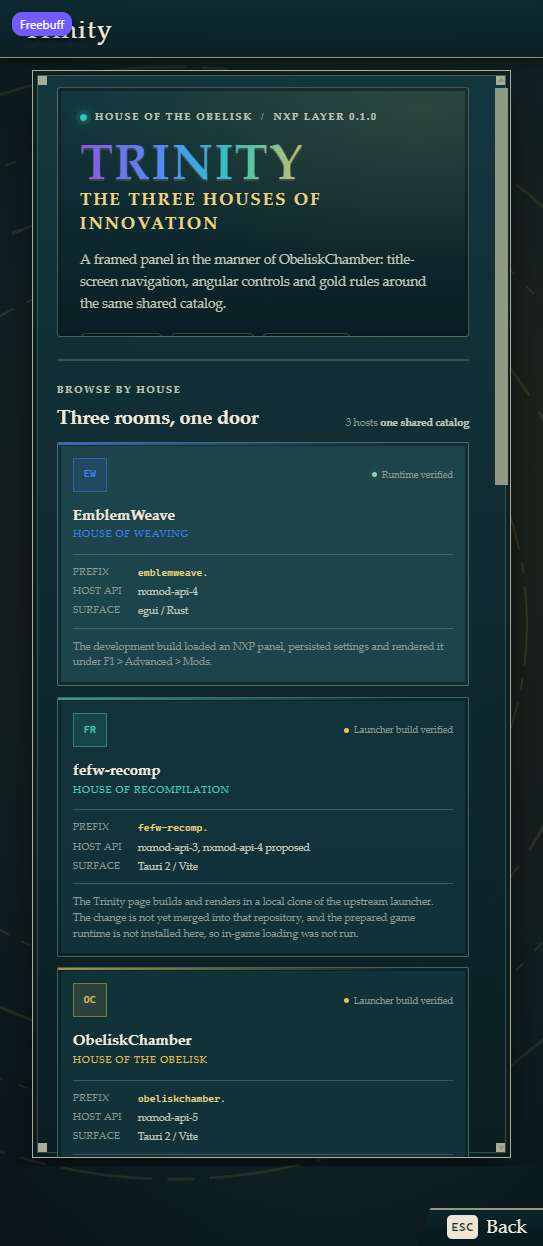 Freebuff
Trinity
HOUSE OF THE OBELISK / NXP LAYER 0.1.0
TRINITY
THE THREE HOUSES OF
INNOVATION
A framed panel in the manner of ObeliskChamber: title-
screen navigation, angular controls and gold rules around
the same shared catalog.
BROWSE BY HOUSE
Three rooms, one door
3 hosts one shared catalog
EW
Runtime verified
EmblemWeave
HOUSE OF WEAVING
PREFIX emblemweave.
HOST API nxmod-api-4
SURFACE egui / Rust
The development build loaded an NXP panel, persisted settings and rendered it
under F1 > Advanced > Mods.
FR
Launcher build verified
fefw-recomp
HOUSE OF RECOMPILATION
PREFIX fefw-recomp.
HOST API nxmod-api-3, nxmod-api-4 proposed
SURFACE Tauri 2 / Vite
The Trinity page builds and renders in a local clone of the upstream launcher.
The change is not yet merged into that repository, and the prepared game
runtime is not installed here, so in-game loading was not run.
OC
Launcher build verified
ObeliskChamber
HOUSE OF THE OBELISK
PREFIX obeliskchamber.
HOST API nxmod-api-5
SURFACE Tauri 2 / Vite
ESC Back